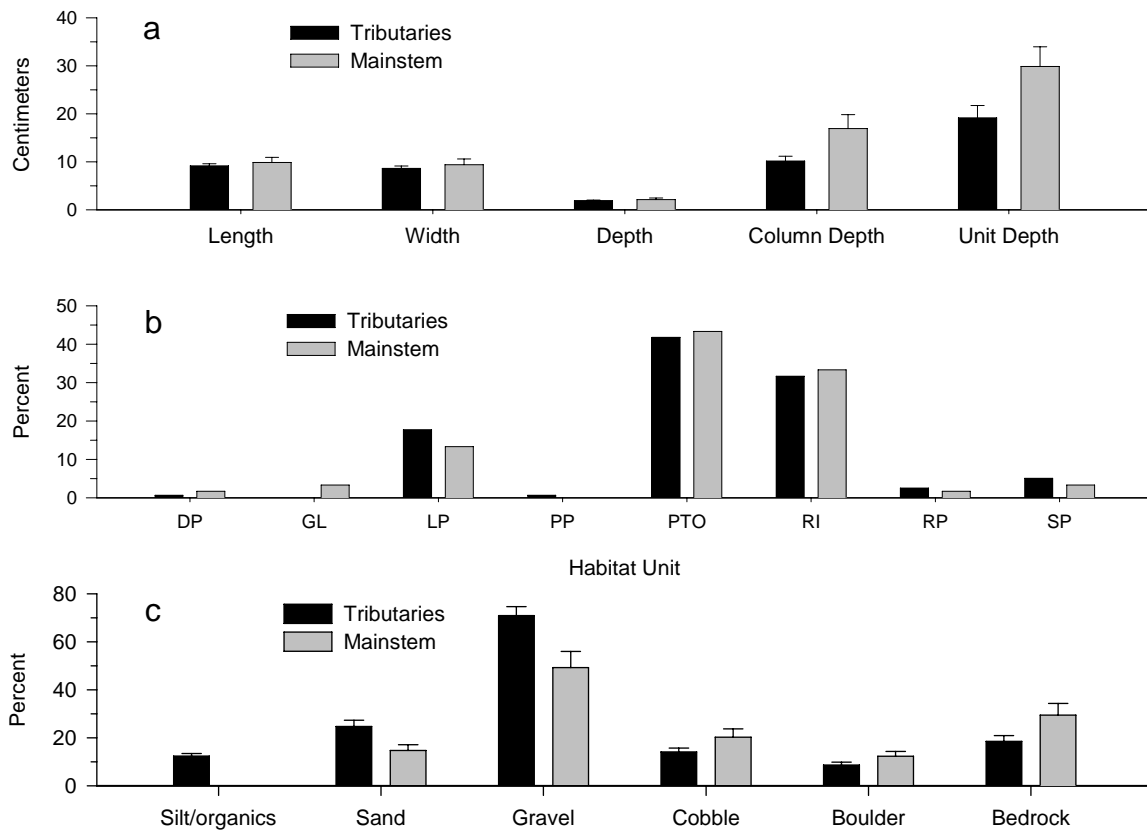 a
Tributaries
Mainstem
Centimeters
40
30
20
10
0
Length Width Depth Column Depth Unit Depth
b
Tributaries
Mainstem
Percent
50
40
30
20
10
0
DP GL LP PP PTO RI RP SP
Habitat Unit
c
Tributaries
Mainstem
Percent
80
60
40
20
0
Silt/organics Sand Gravel Cobble Boulder Bedrock